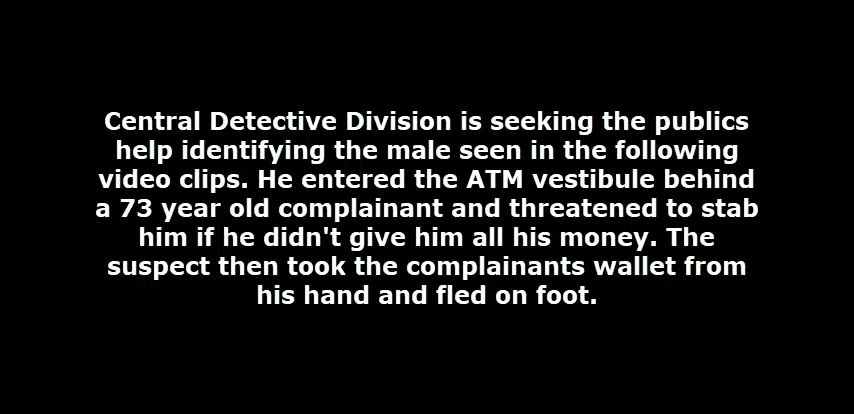 Central Detective Division is seeking the publics
help identifying the male seen in the following
video clips. He entered the ATM vestibule behind
a 73 year old complainant and threatened to stab
him if he didn't give him all his money. The
suspect then took the complainants wallet from
his hand and fled on foot.